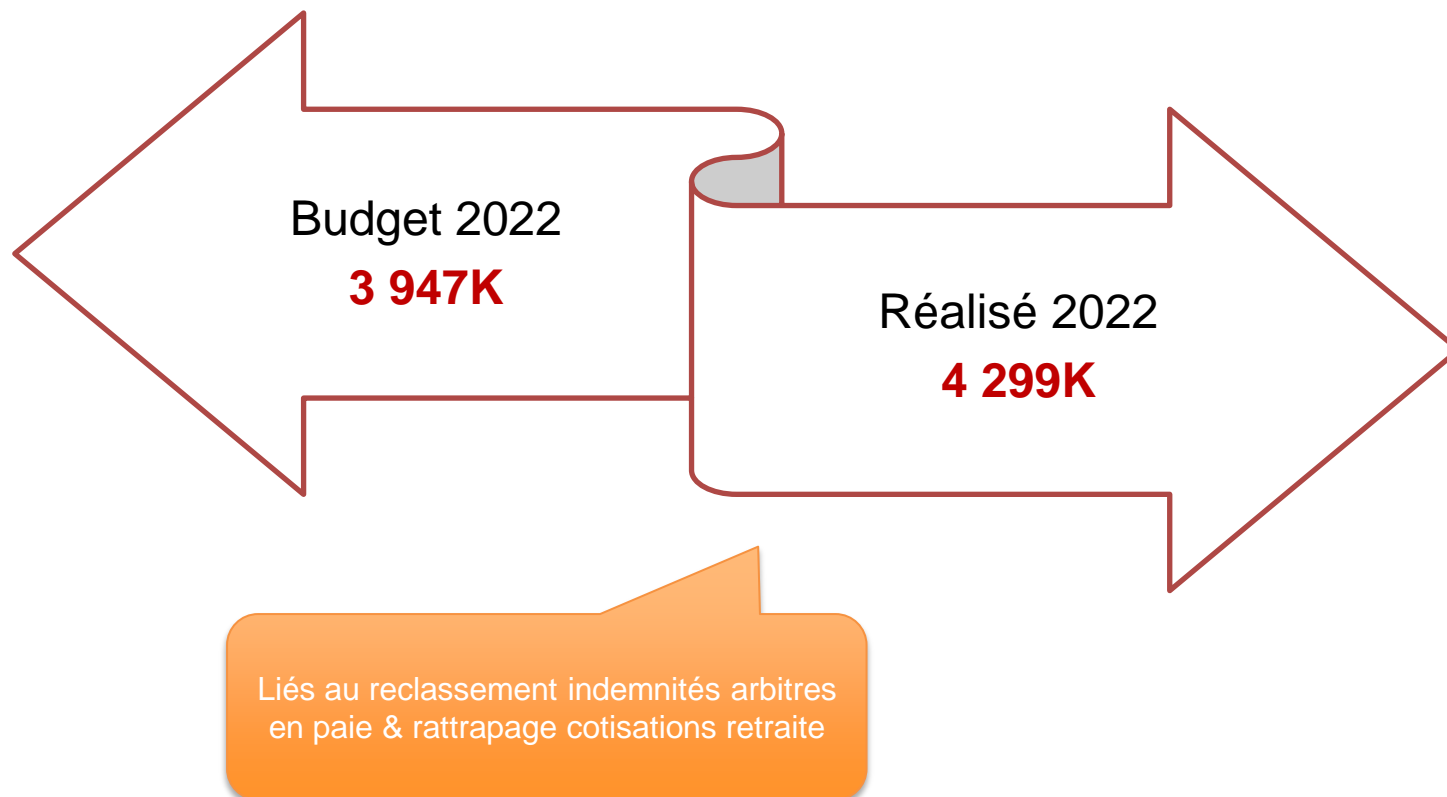 Budget 2022
3 947K
Réalisé 2022
4 299K
Liés au reclassement indemnités arbitres
en paie & rattrapage cotisations retraite